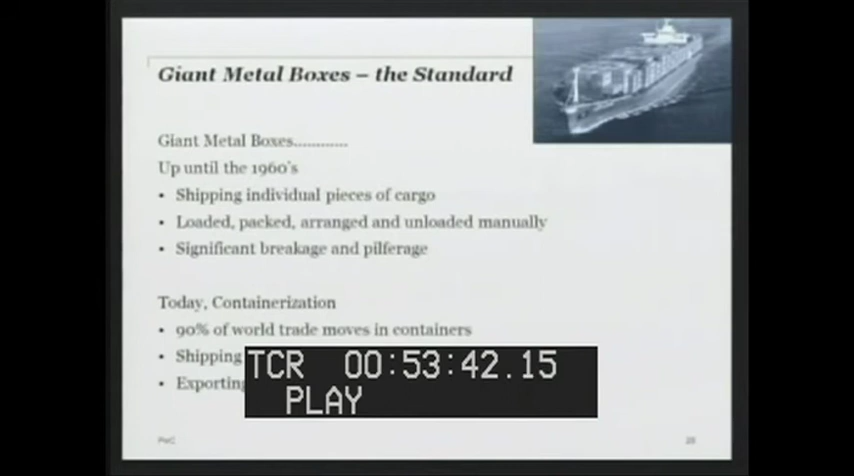 Giant Metal Boxes – the Standard
Giant Metal Boxes............
Up until the 1960's
• Shipping individual pieces of cargo
• Loaded, packed, arranged and unloaded manually
• Significant breakage and pilferage
Today, Containerization
• 90% of world trade moves in containers
• Shipping
• Exporting
TCR 00:53:42.15
PLAY
PwC